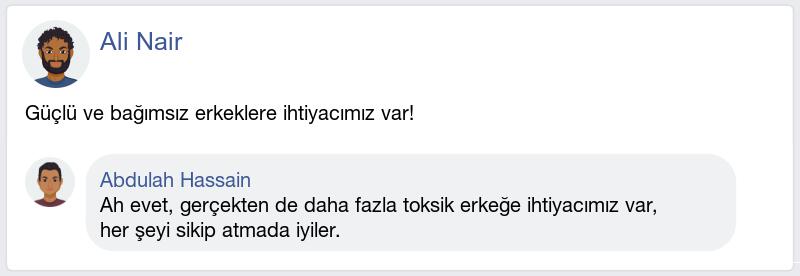 Ali Nair
Güçlü ve bağımsız erkeklere ihtiyacımız var!
Abdulah Hassain
Ah evet, gerçekten de daha fazla toksik erkeğe ihtiyacımız var,
her şeyi sikip atmada iyiler.